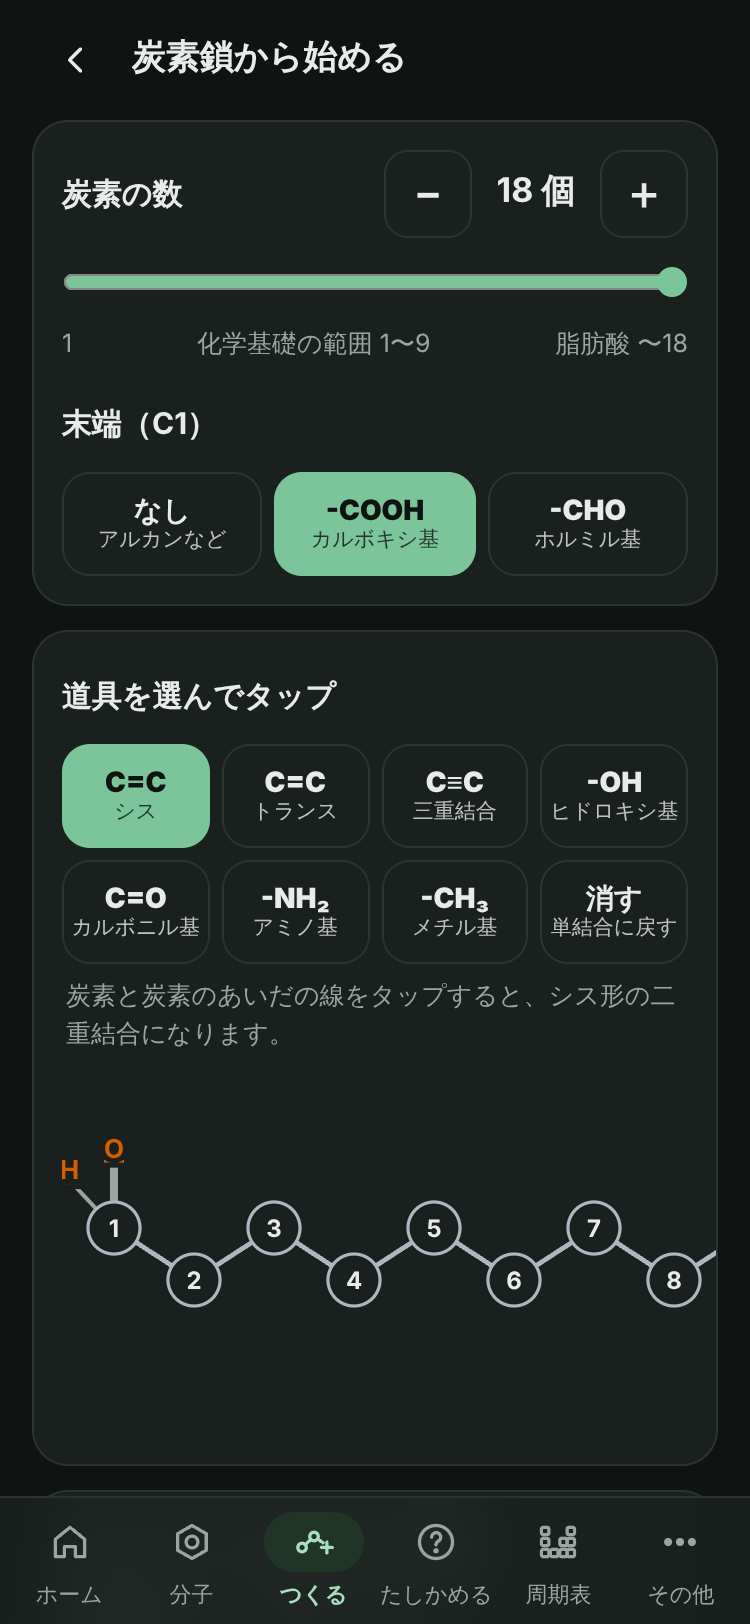 炭素鎖から始める
炭素の数
−
18 個
+
1
化学基礎の範囲 1〜9
脂肪酸 〜18
末端（C1）
なし
アルカンなど
-COOH
カルボキシ基
-CHO
ホルミル基
道具を選んでタップ
C=C
シス
C=C
トランス
C≡C
三重結合
-OH
ヒドロキシ基
C=O
カルボニル基
-NH₂
アミノ基
-CH₃
メチル基
消す
単結合に戻す
炭素と炭素のあいだの線をタップすると、シス形の二
重結合になります。
H
O
1
2
3
4
5
6
7
8
ホーム
分子
つくる
たしかめる
周期表
その他